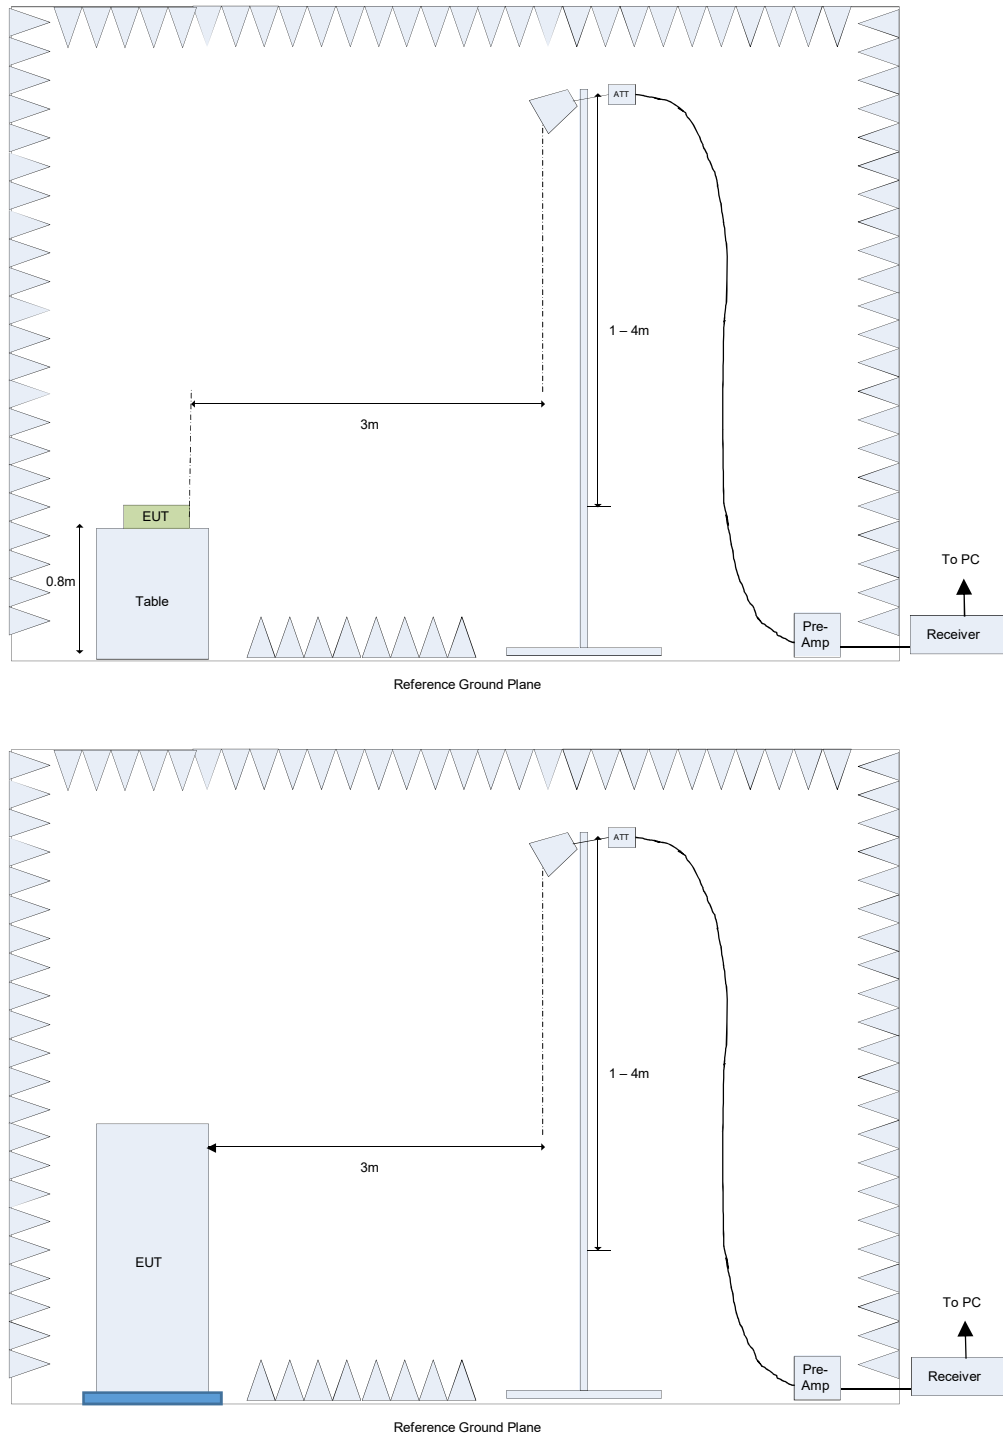 ATT
1 – 4m
3m
EUT
0.8m
Table
To PC
Pre-
Amp
Receiver
Reference Ground Plane
ATT
1 – 4m
3m
EUT
To PC
Pre-
Amp
Receiver
Reference Ground Plane